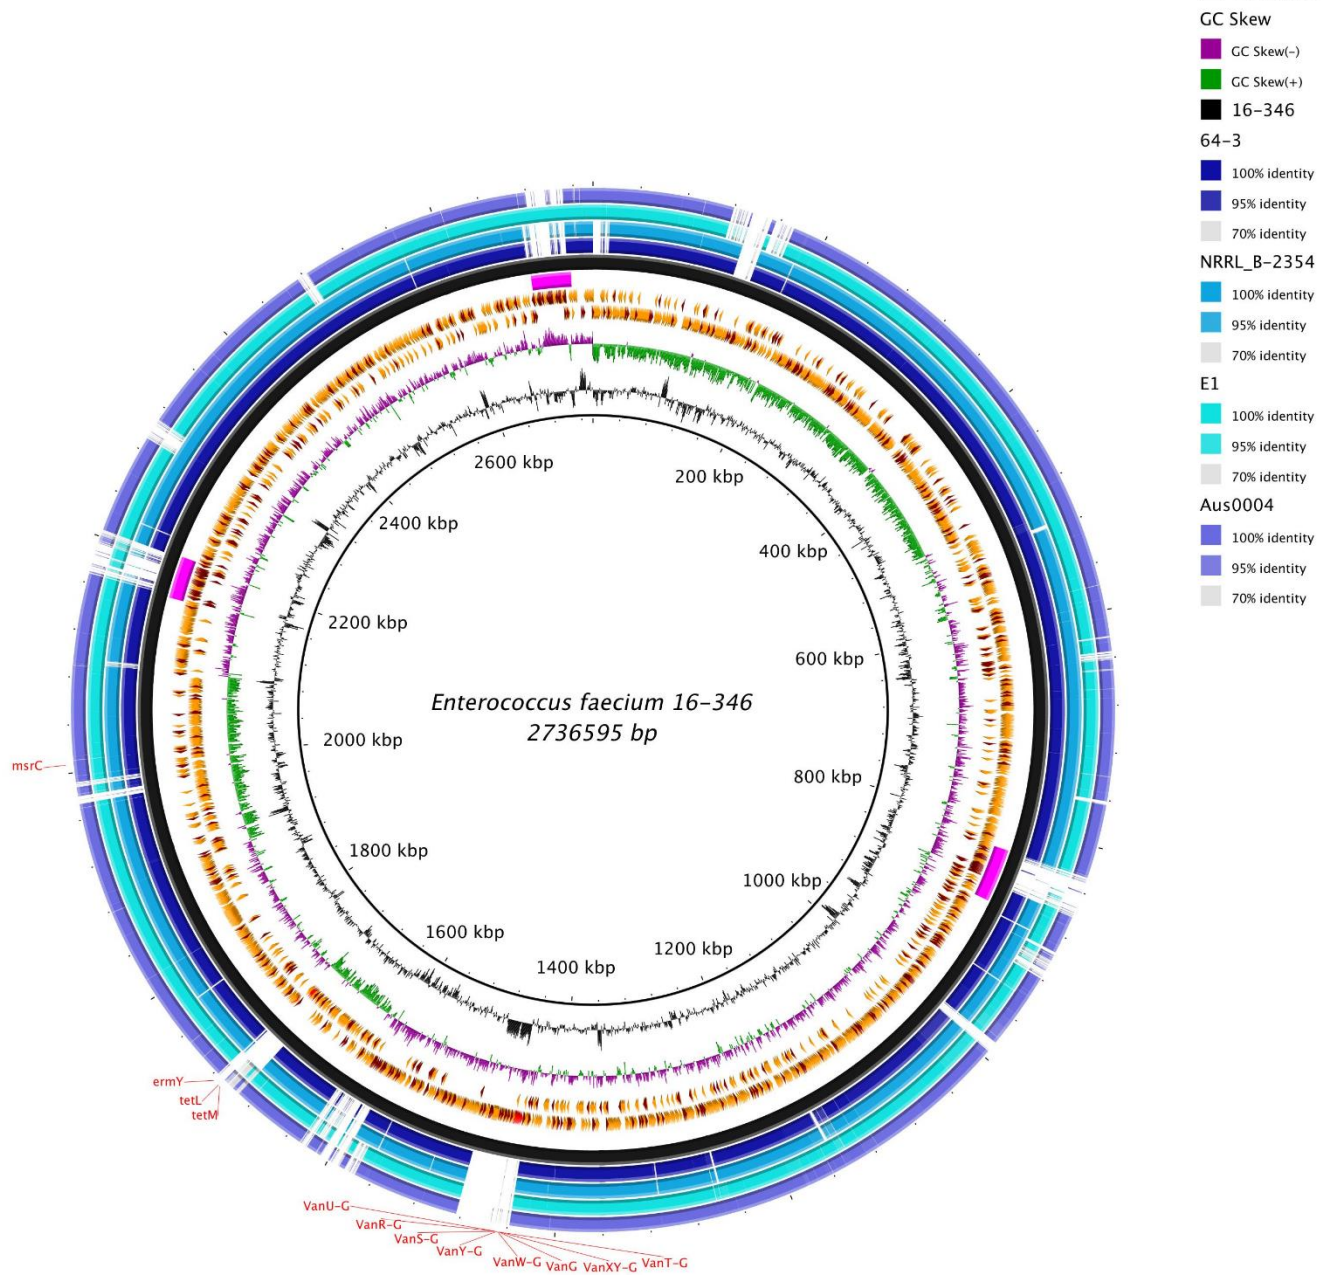 GC Skew
GC Skew(-)
GC Skew(+)
16-346
64-3
100% identity
95% identity
70% identity
NRRL_B-2354
100% identity
95% identity
70% identity
E1
100% identity
95% identity
70% identity
Aus0004
100% identity
95% identity
70% identity
2600 kbp
200 kbp
2400 kbp
400 kbp
2200 kbp
600 kbp
Enterococcus faecium 16-346
2736595 bp
2000 kbp
800 kbp
1800 kbp
1000 kbp
1600 kbp
1200 kbp
1400 kbp
msrC
ermY
tetL
tetM
VanU-G
VanR-G
VanS-G
VanY-G
VanW-G
VanG
VanXY-G
VanT-G